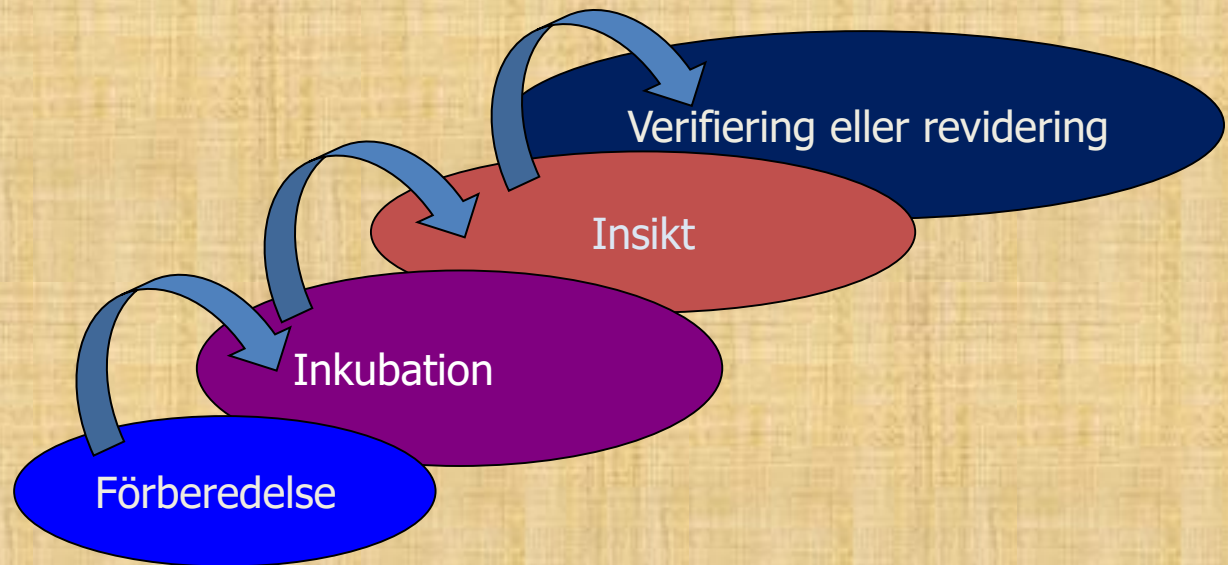 Verifiering eller revidering
Insikt
Inkubation
Förberedelse